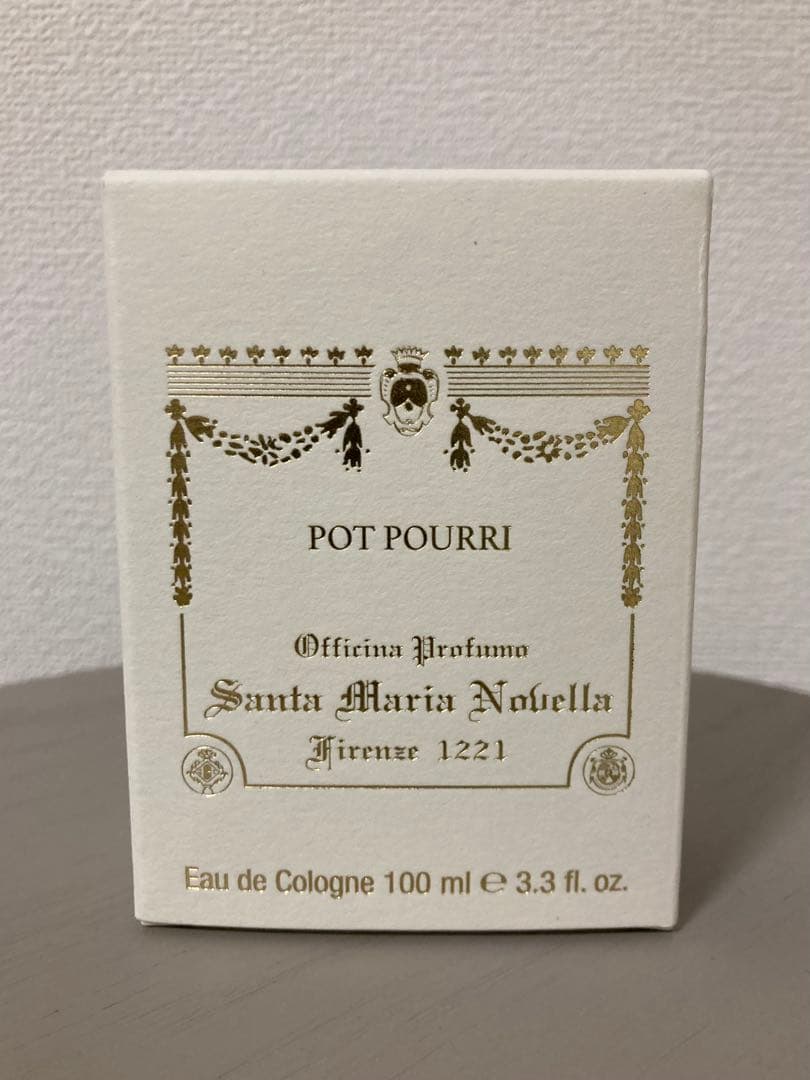 POT POURRI
Officina Profumo
Santa Maria Novella
Firenze 1221
Eau de Cologne 100 ml ℮ 3.3 fl. oz.